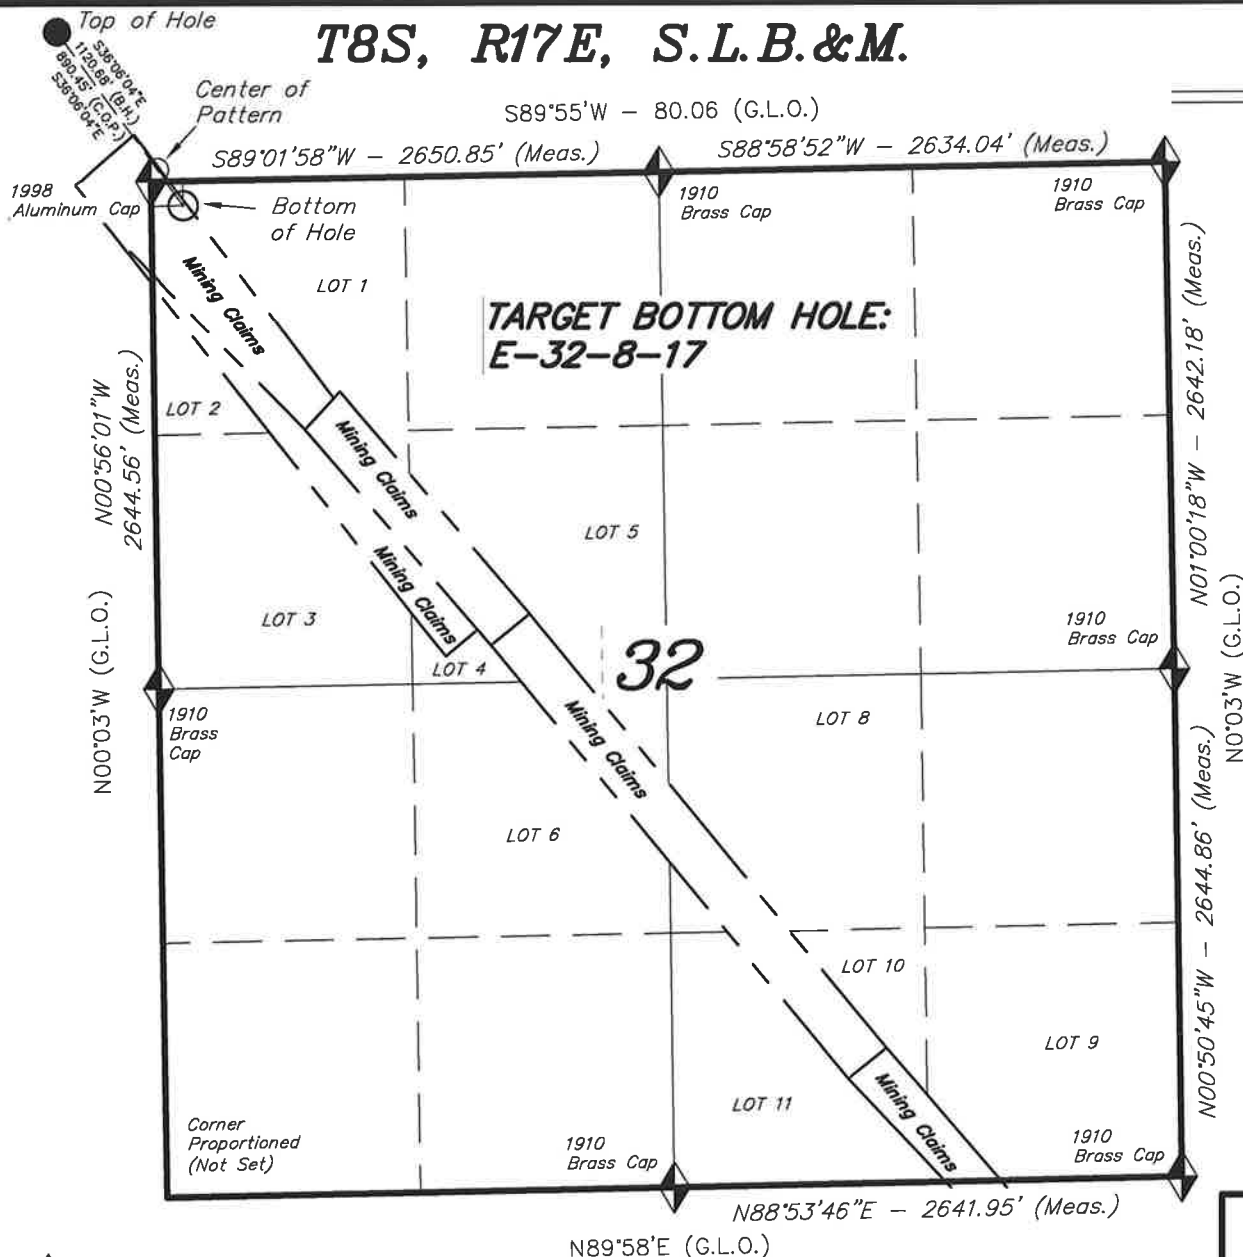 T8S, R17E, S.L.B.&M.
Top of Hole
S36°06'04"E
1120.68' (B.H.)
890.45' (C.O.P.)
S36°06'04"E
Center of
Pattern
S89°55'W - 80.06 (G.L.O.)
S89°01'58"W - 2650.85' (Meas.)
S88°58'52"W - 2634.04' (Meas.)
1998
Aluminum Cap
Bottom
of Hole
1910
Brass Cap
1910
Brass Cap
Mining Claims
LOT 1
TARGET BOTTOM HOLE:
E-32-8-17
N00°56'01"W
2644.56' (Meas.)
N01°00'18"W - 2642.18' (Meas.)
LOT 2
Mining Claims
LOT 5
Mining Claims
LOT 3
LOT 4
32
1910
Brass Cap
N00°03'W (G.L.O.)
N0°03'W (G.L.O.)
1910
Brass
Cap
Mining Claims
LOT 8
LOT 6
N00°50'45"W - 2644.86' (Meas.)
LOT 10
LOT 9
LOT 11
Mining Claims
Corner
Proportioned
(Not Set)
1910
Brass Cap
1910
Brass Cap
N88°53'46"E - 2641.95' (Meas.)
N89°58'E (G.L.O.)